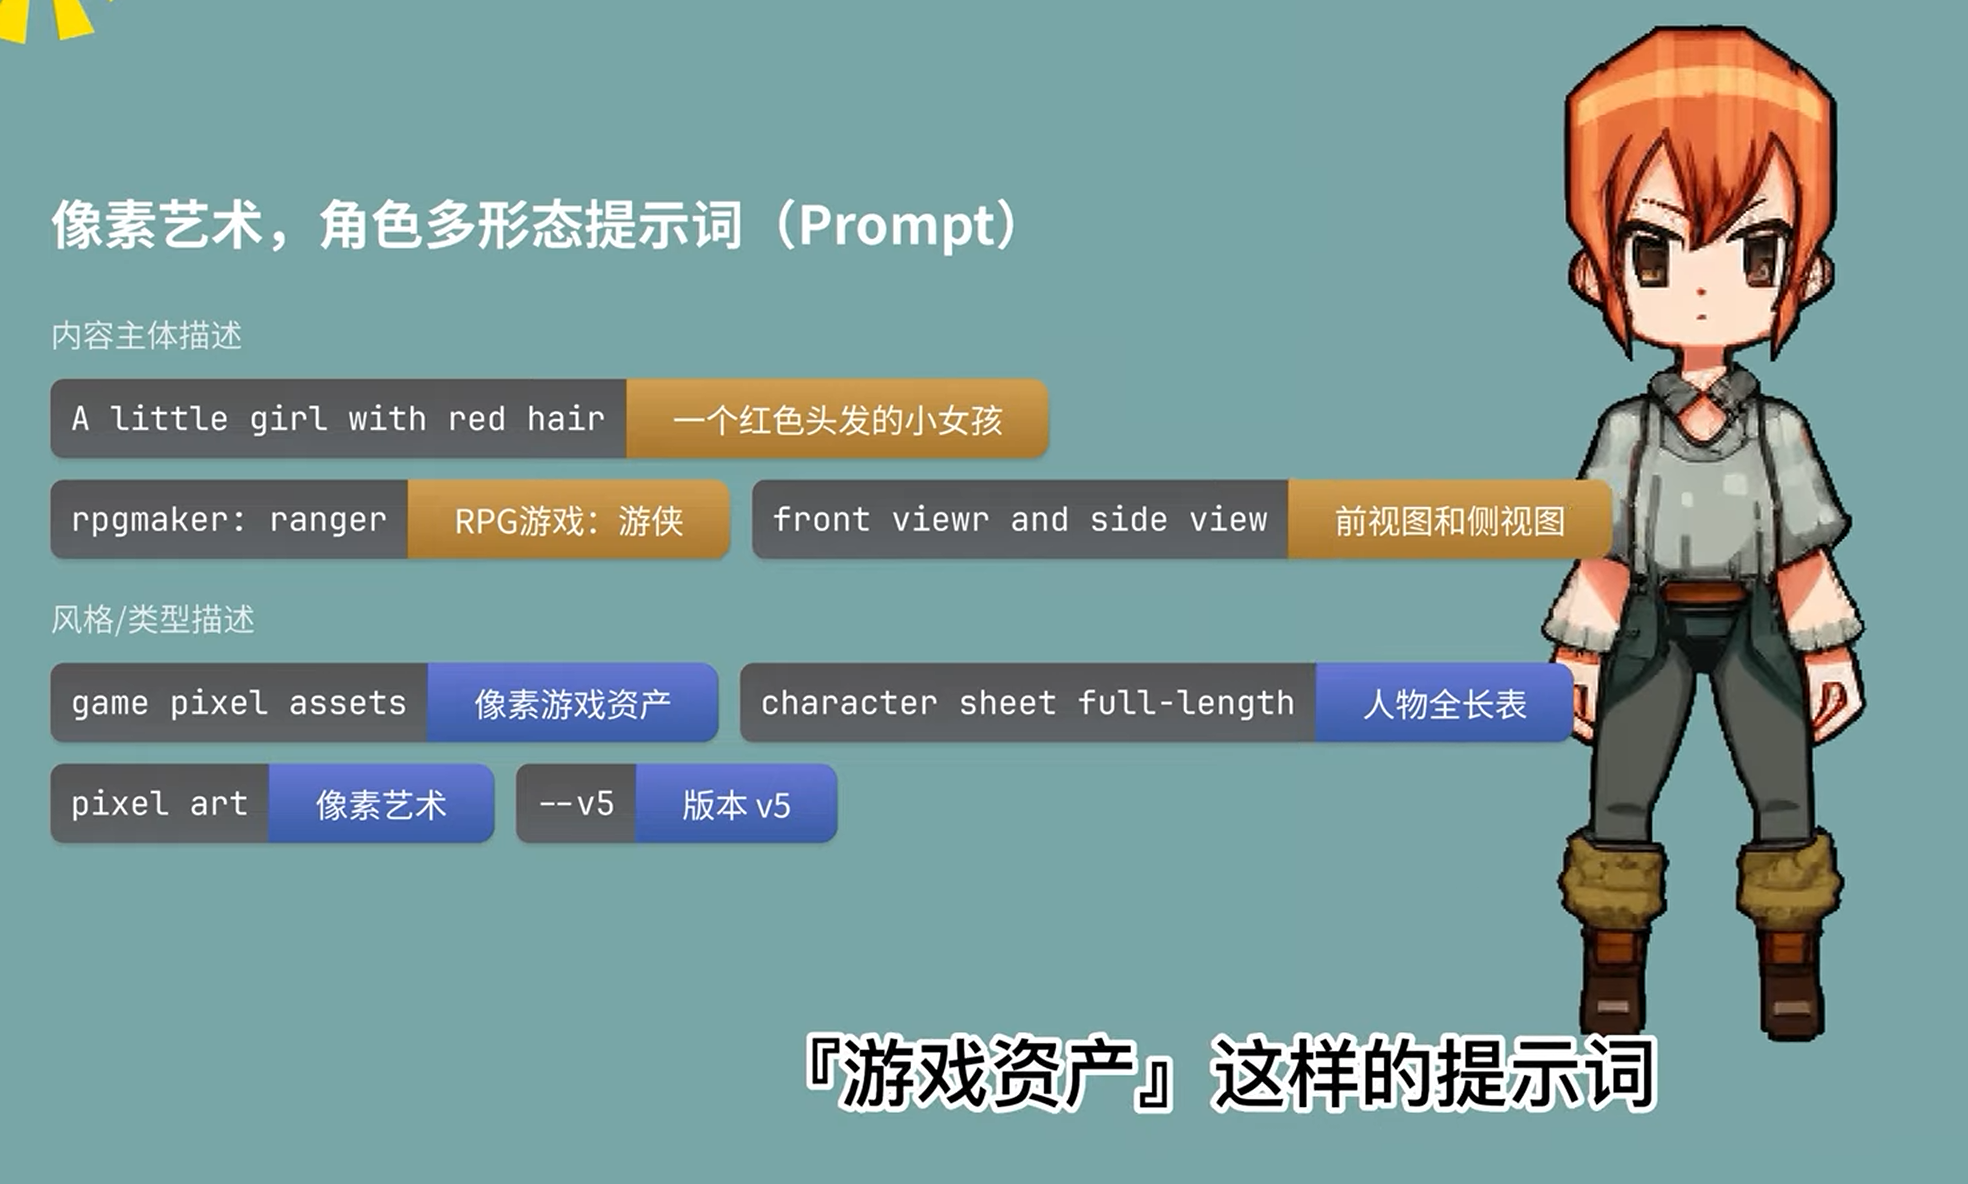 像素艺术，角色多形态提示词（Prompt）
内容主体描述
A little girl with red hair 一个红色头发的小女孩
rpgmaker: ranger RPG游戏：游侠 front viewr and side view 前视图和侧视图
风格/类型描述
game pixel assets 像素游戏资产 character sheet full-length 人物全长表
pixel art 像素艺术 --v5 版本 v5
『游戏资产』这样的提示词